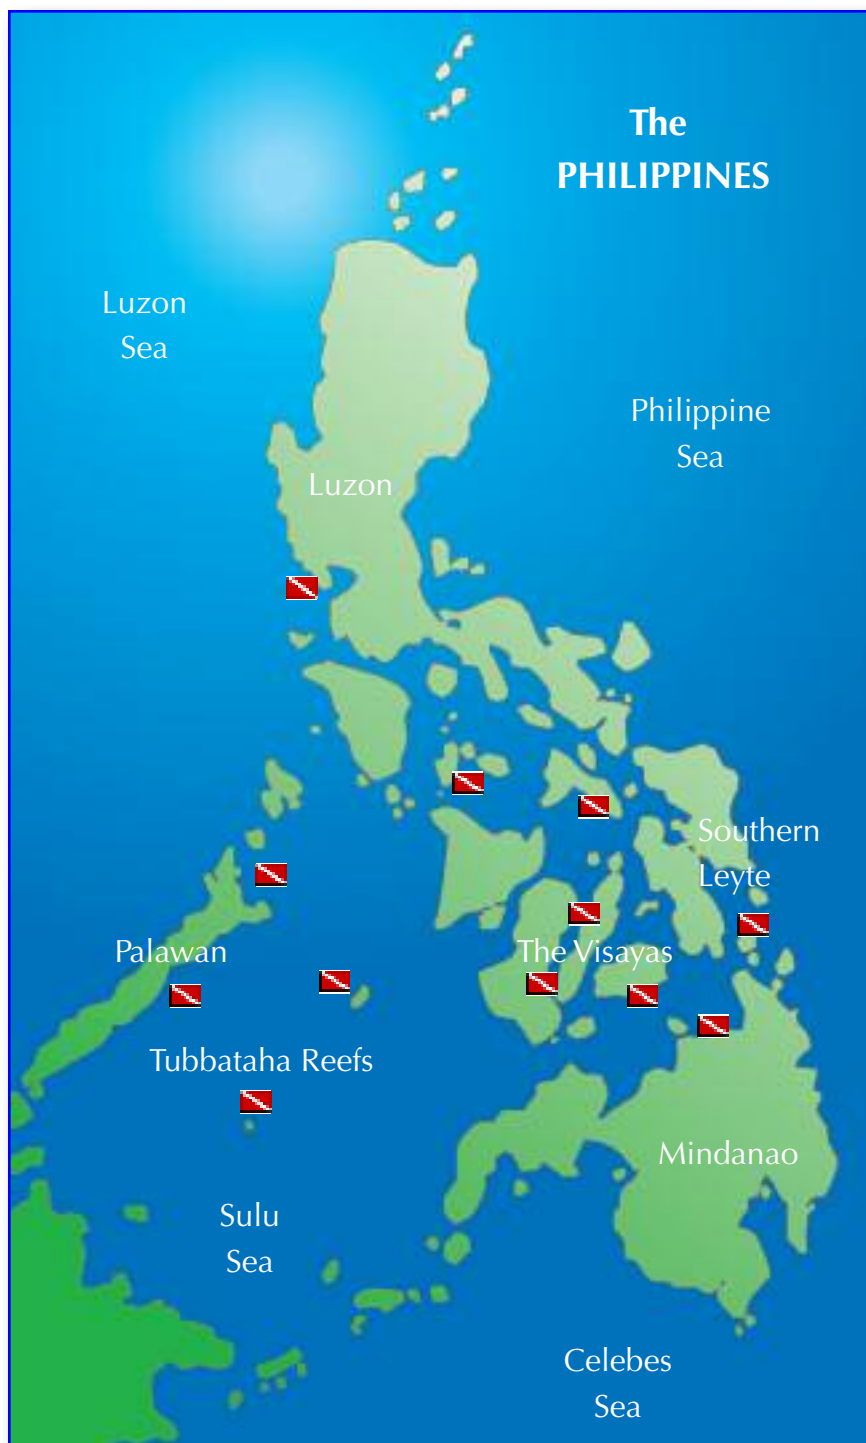 The
PHILIPPINES
Luzon
Sea
Philippine
Sea
Luzon
Southern
Leyte
Palawan
The Visayas
Tubbataha Reefs
Mindanao
Sulu
Sea
Celebes
Sea